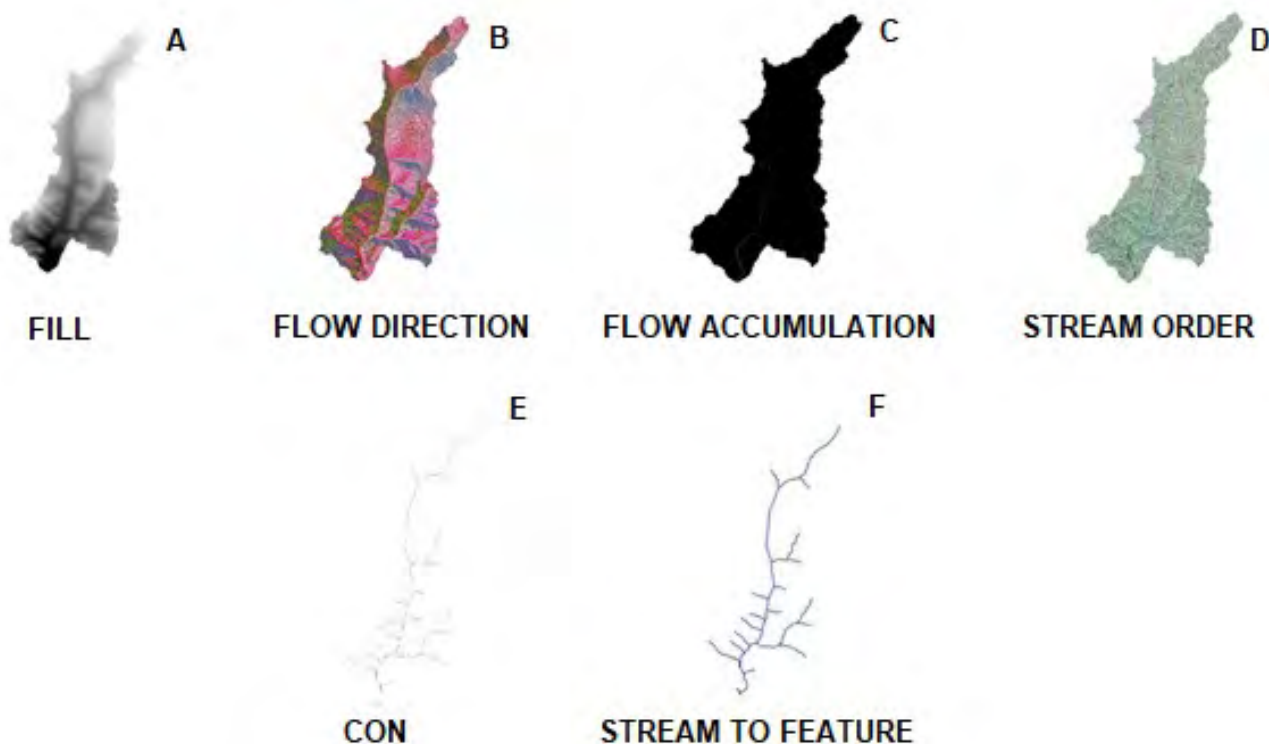 A
B
C
D
FILL
FLOW DIRECTION
FLOW ACCUMULATION
STREAM ORDER
E
F
CON
STREAM TO FEATURE